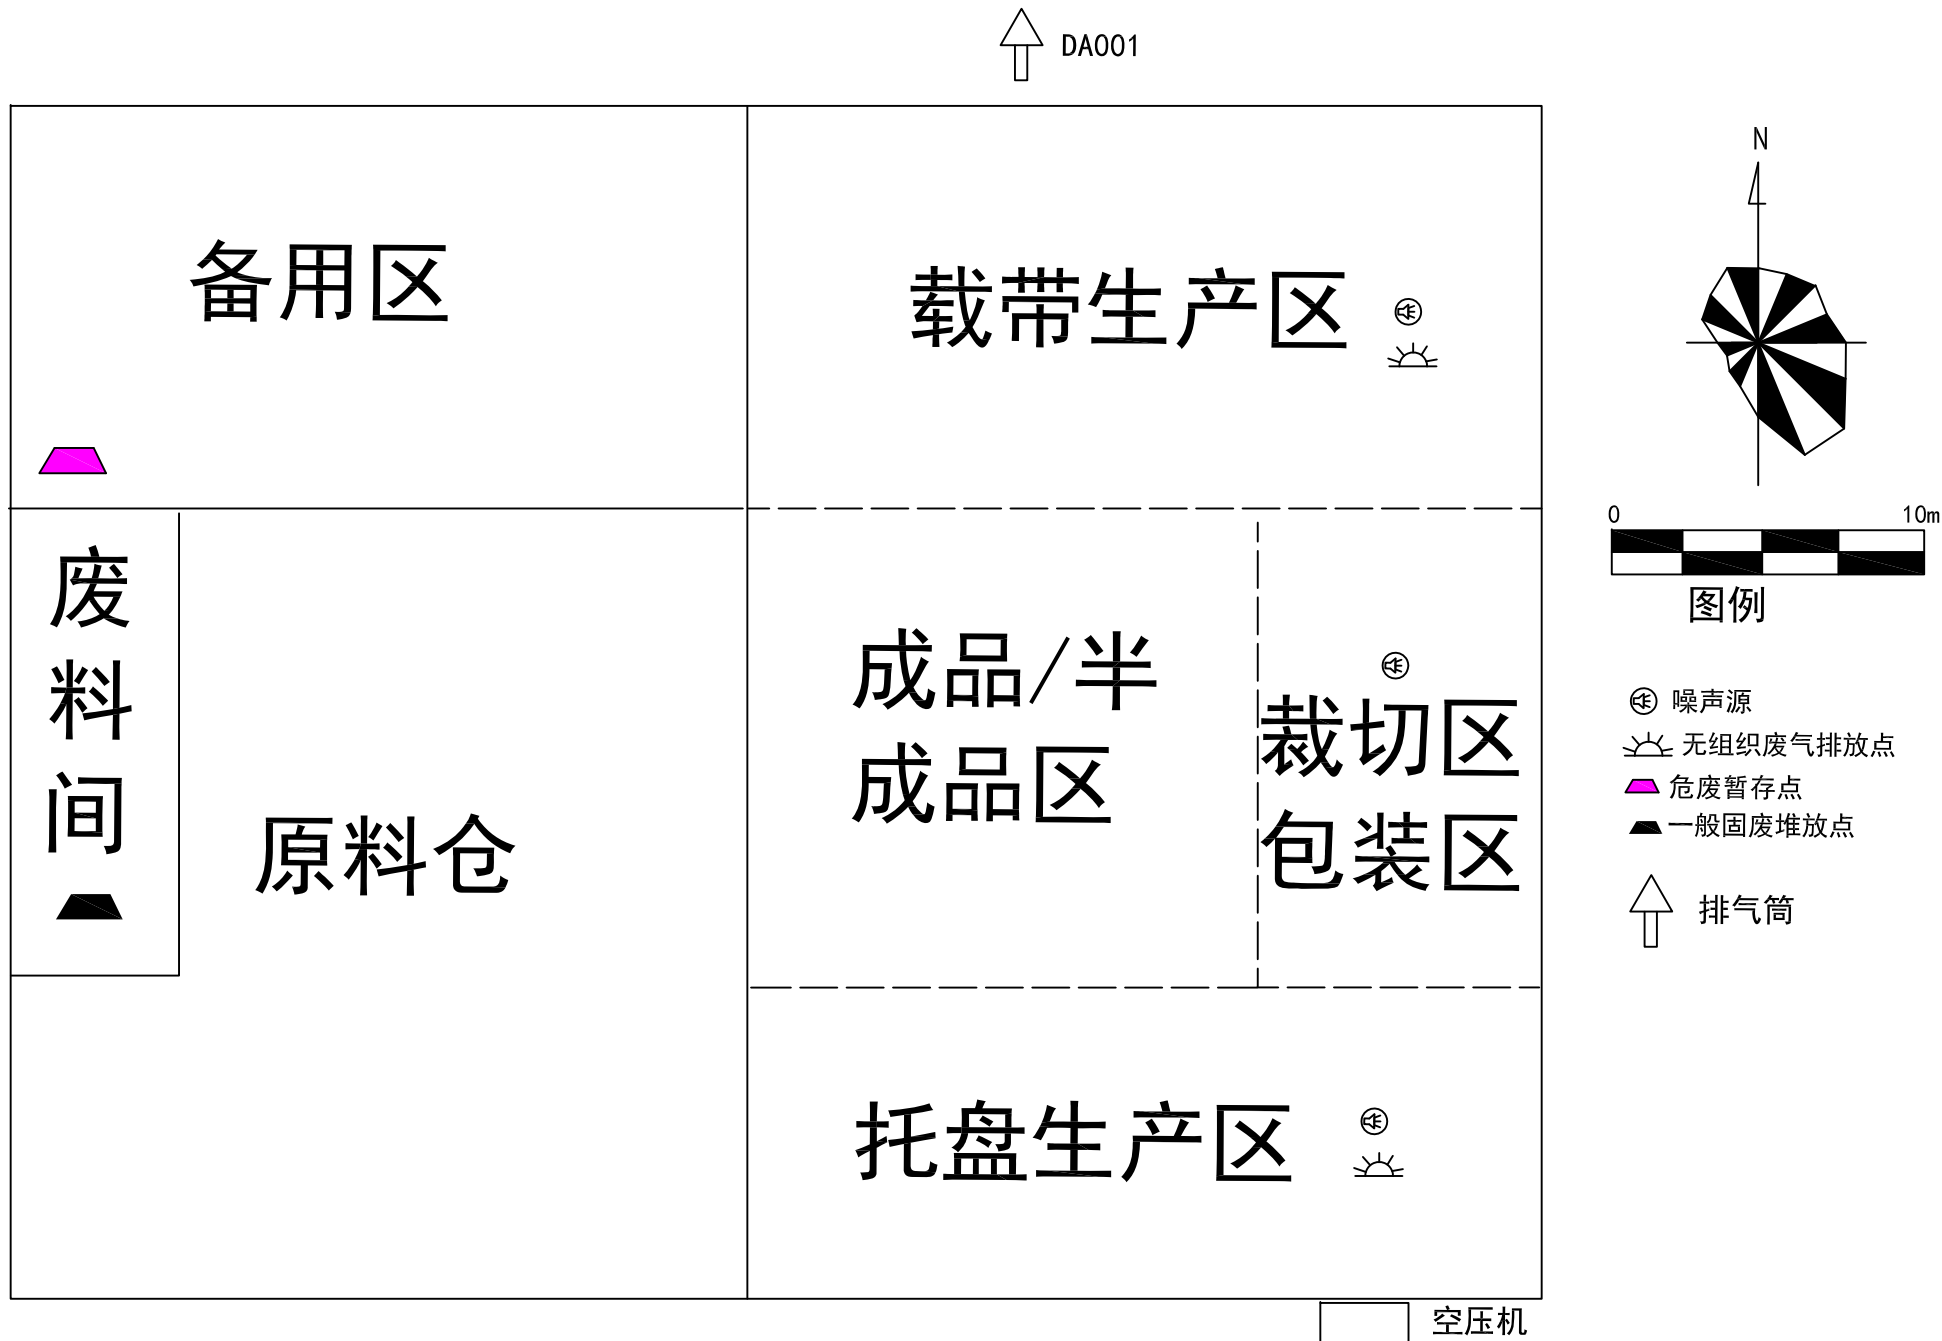 DA001
备用区
载带生产区
废
料
间
原料仓
成品/半
成品区
裁切区
包装区
托盘生产区
空压机
N
0 10m
图例
噪声源
无组织废气排放点
危废暂存点
一般固废堆放点
排气筒